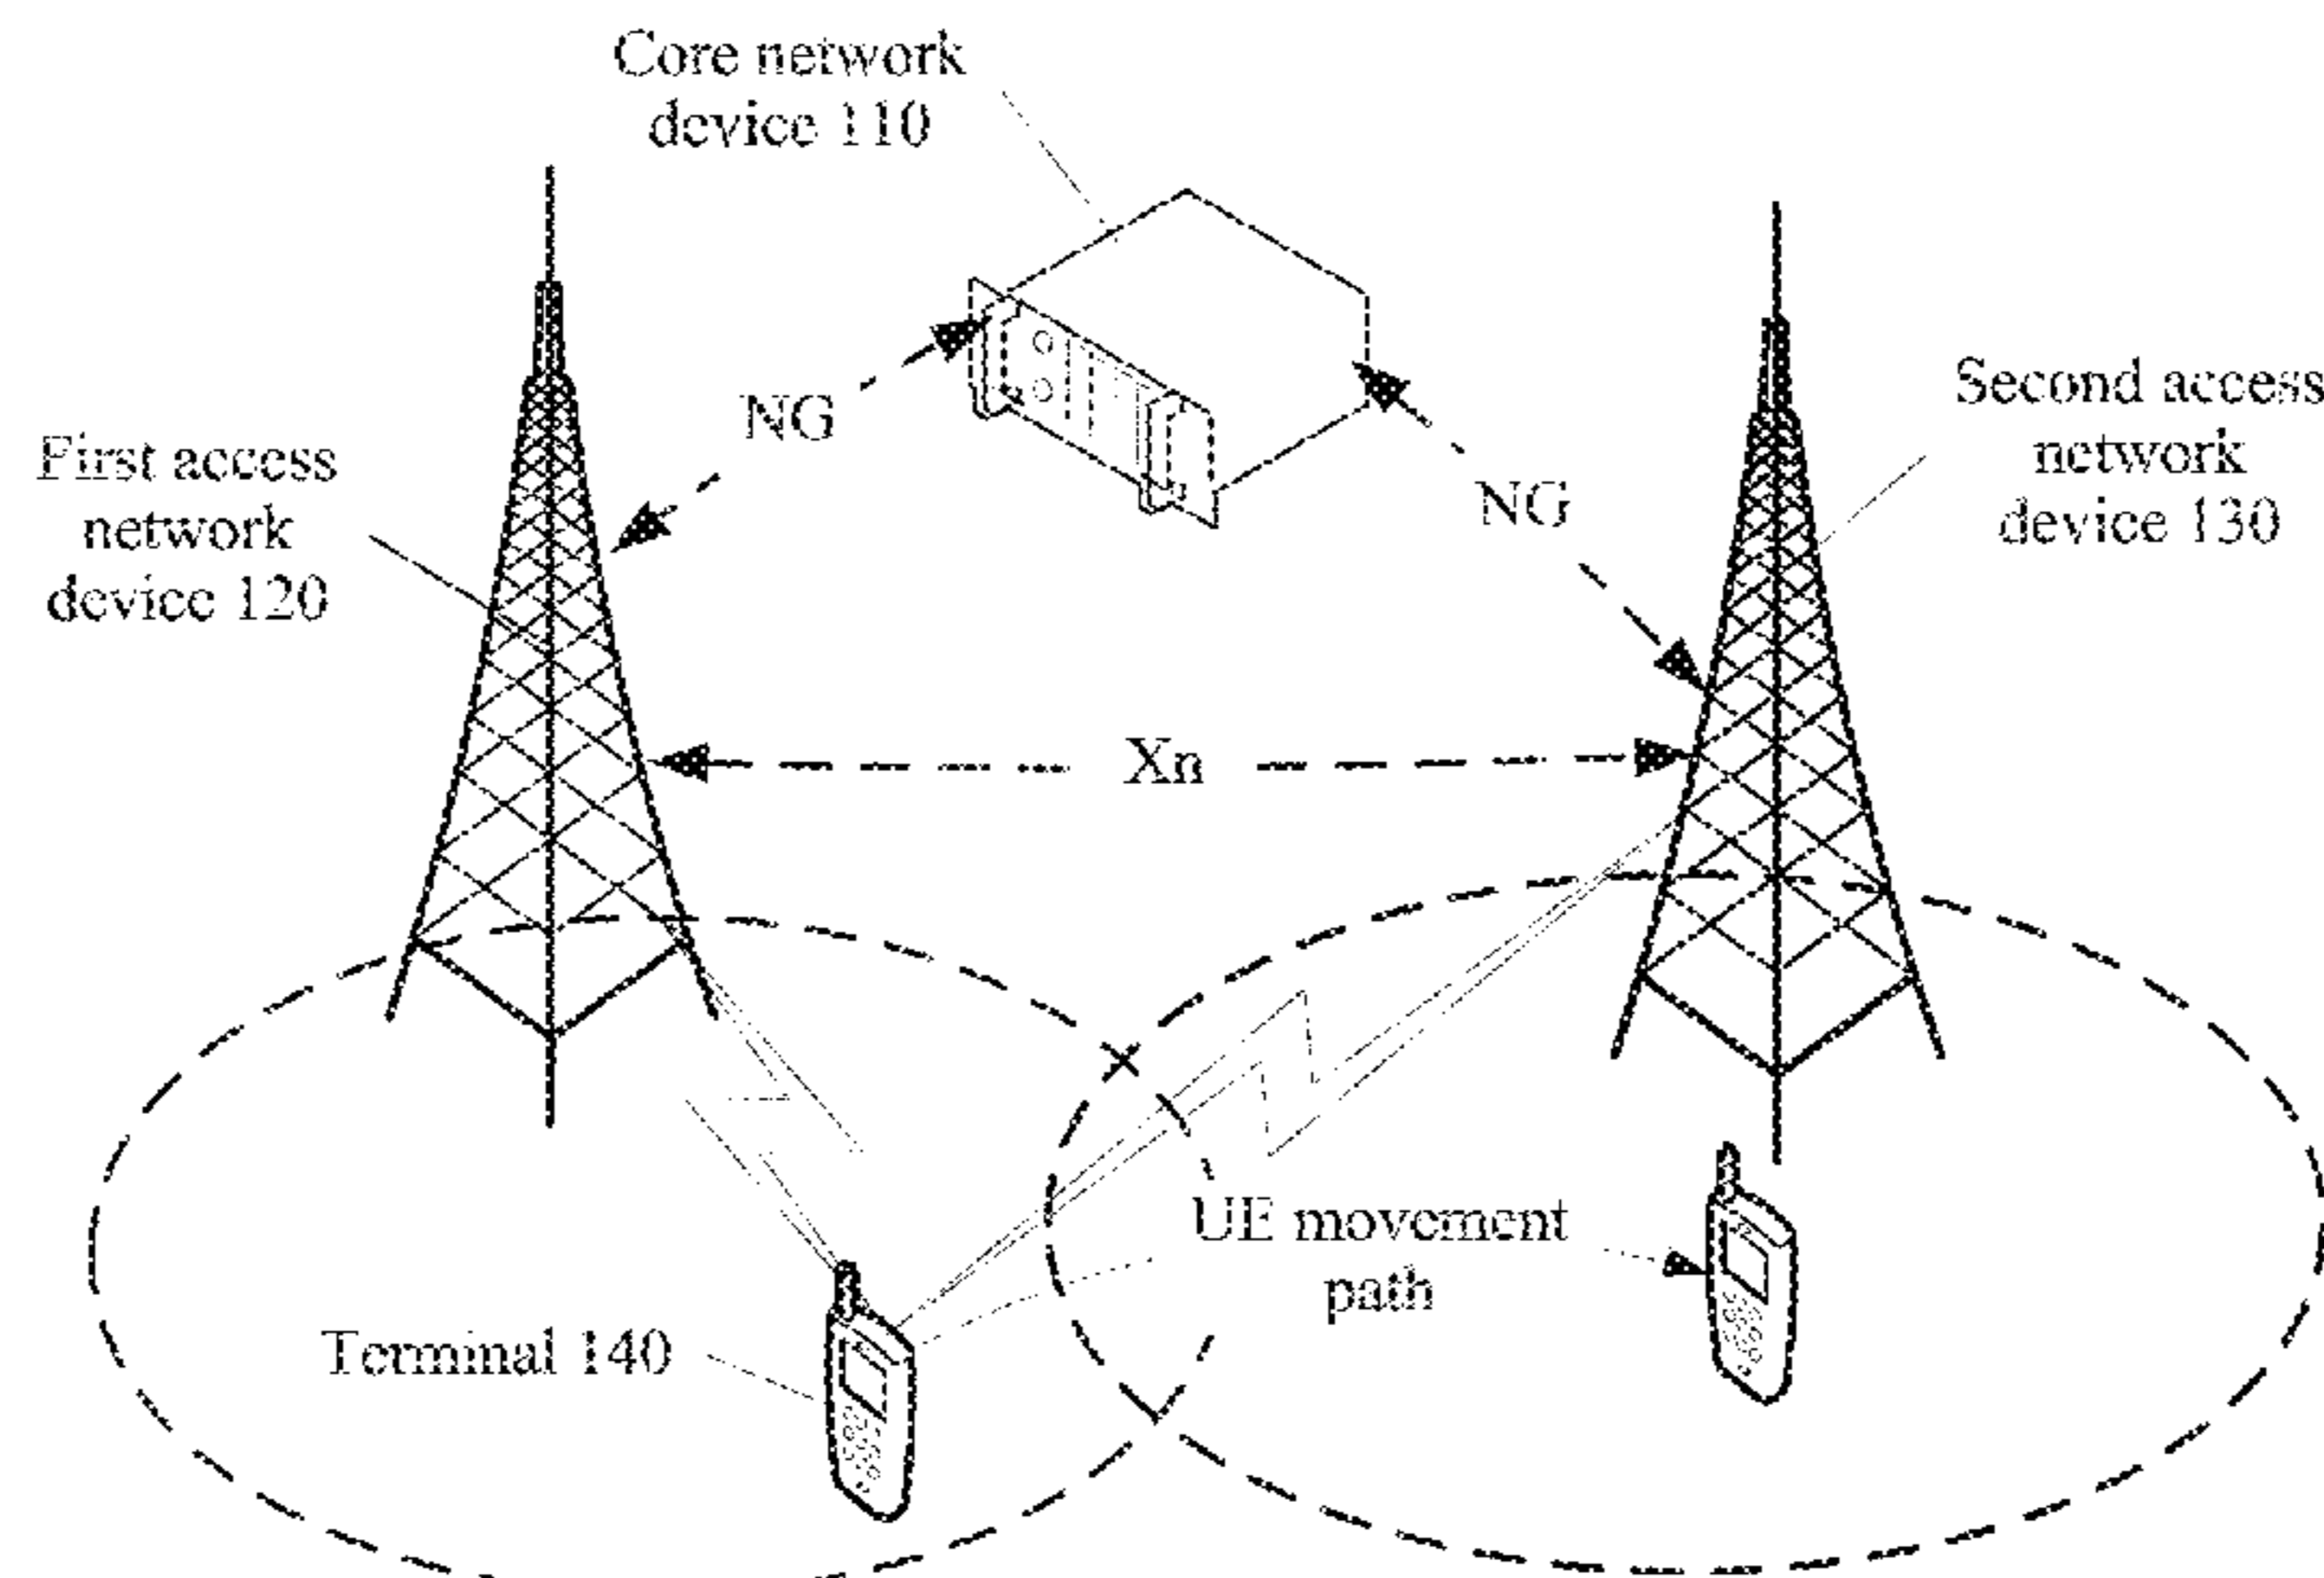 Core network
device 110
NG
First access
network
device 120
Second access
network
device 130
NG
Xn
UE movement
path
Terminal 140